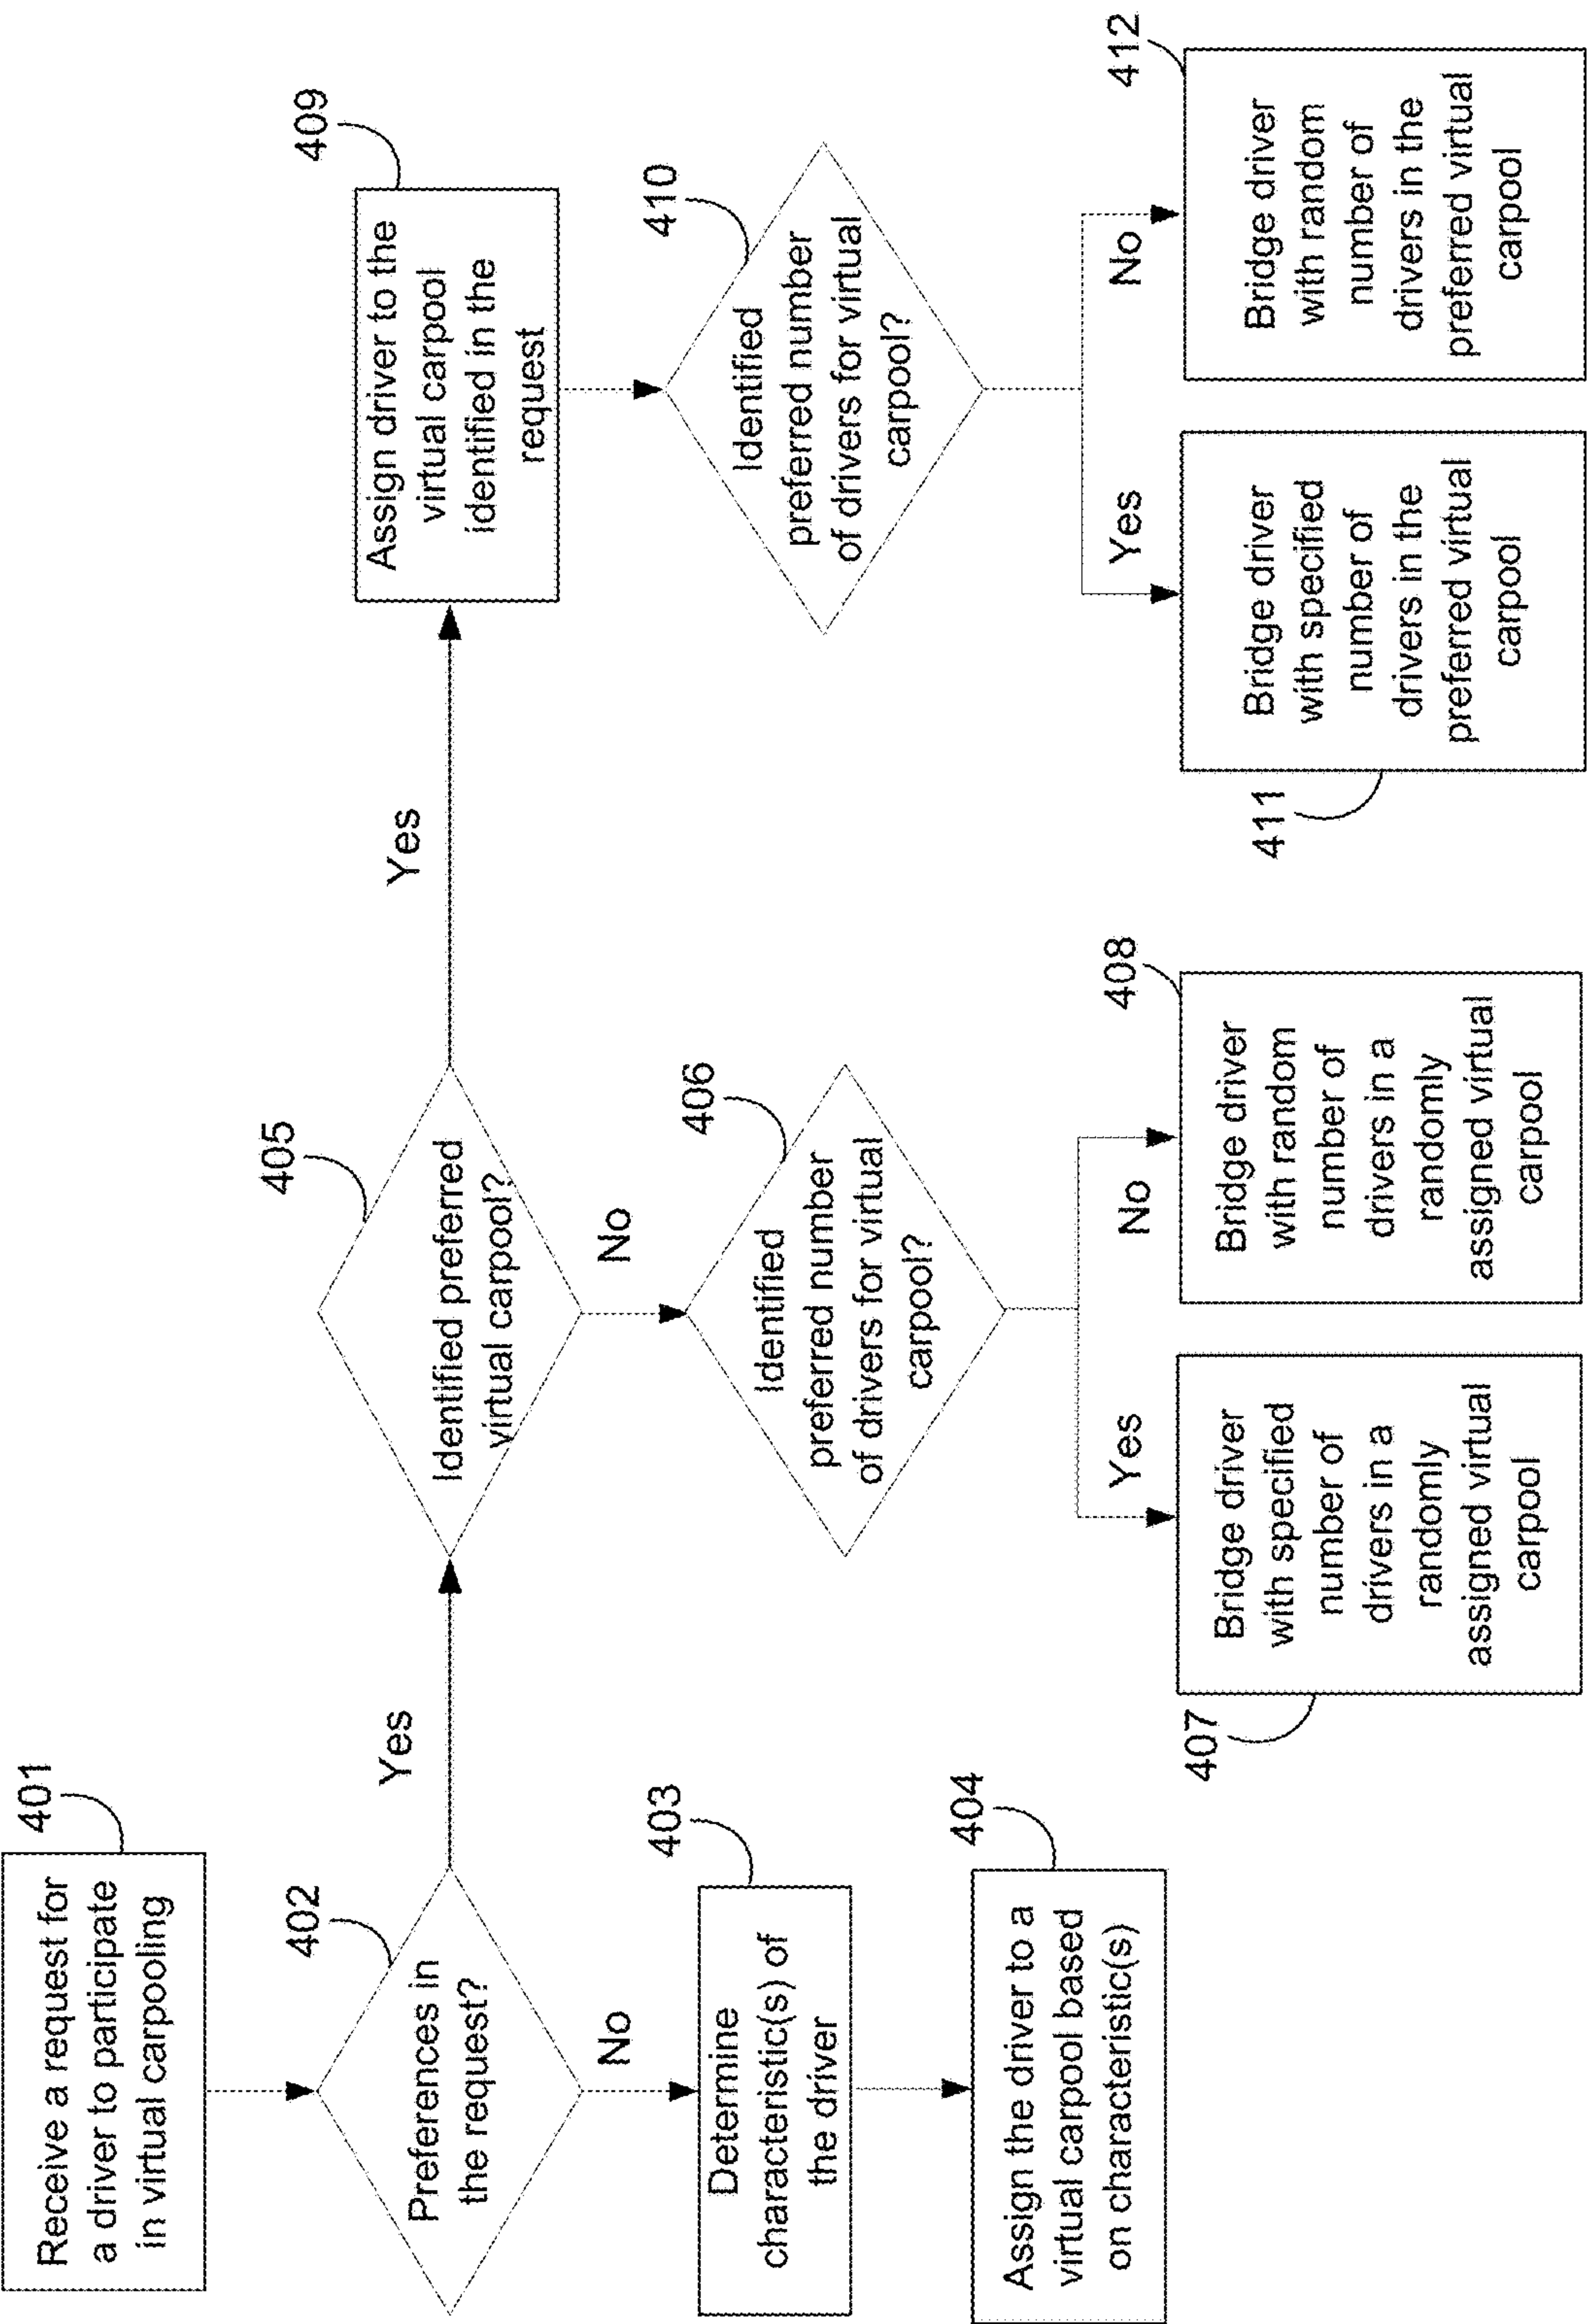 401
Receive a request for
a driver to participate
in virtual carpooling
402
Preferences in
the request?
Yes
No
403
Determine
characteristic(s) of
the driver
404
Assign the driver to a
virtual carpool based
on characteristic(s)
405
Identified preferred
virtual carpool?
Yes
No
406
Identified
preferred number
of drivers for virtual
carpool?
Yes
No
407
Bridge driver
with specified
number of
drivers in a
randomly
assigned virtual
carpool
408
Bridge driver
with random
number of
drivers in a
randomly
assigned virtual
carpool
409
Assign driver to the
virtual carpool
identified in the
request
410
Identified
preferred number
of drivers for virtual
carpool?
Yes
No
411
Bridge driver
with specified
number of
drivers in the
preferred virtual
carpool
412
Bridge driver
with random
number of
drivers in the
preferred virtual
carpool